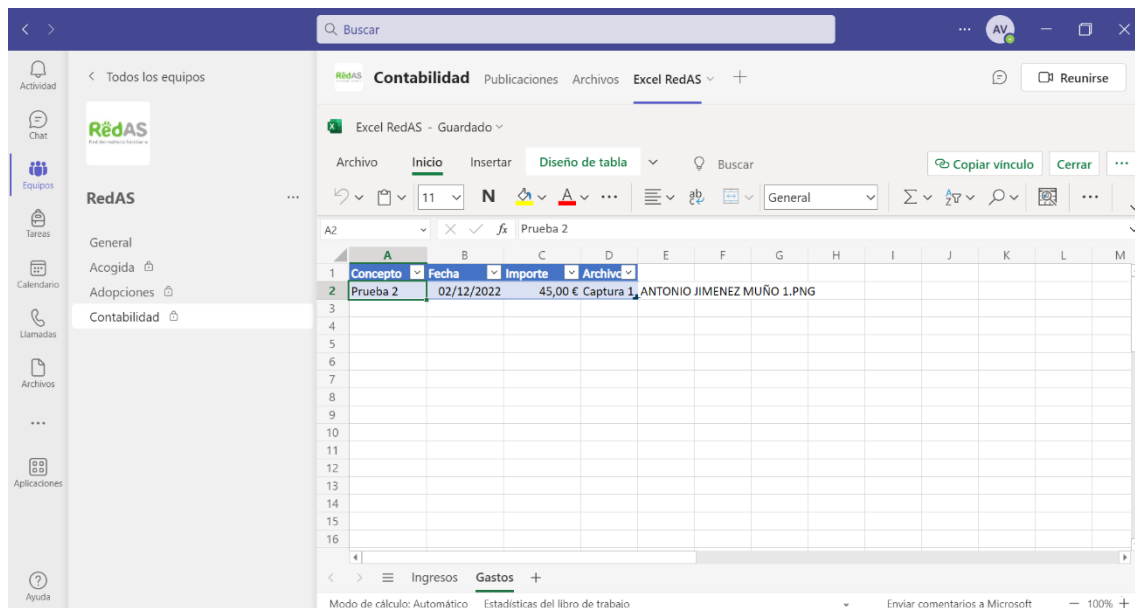 Buscar
AV
Actividad
Chat
Equipos
Tareas
Calendario
Llamadas
Archivos
Aplicaciones
Ayuda
Todos los equipos
RëdAS
RedAS
General
Acogida
Adopciones
Contabilidad
RëdAS Contabilidad Publicaciones Archivos Excel RedAS Reunirse
Excel RedAS - Guardado
Archivo Inicio Insertar Diseño de tabla Buscar Copiar vínculo Cerrar
11 N A ab General
A2 fx Prueba 2
A B C D E F G H I J K L M
1 Concepto Fecha Importe Archivo
2 Prueba 2 02/12/2022 45,00 € Captura 1_ANTONIO JIMENEZ MUÑO 1.PNG
3
4
5
6
7
8
9
10
11
12
13
14
15
16
Ingresos Gastos
Modo de cálculo: Automático Estadísticas del libro de trabajo Enviar comentarios a Microsoft 100%